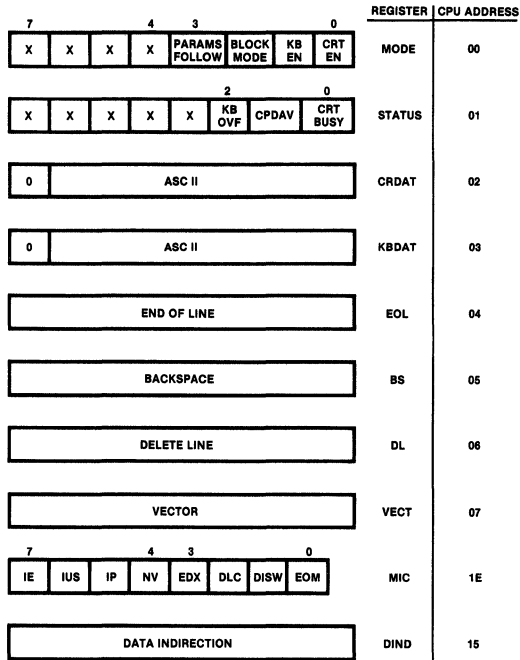 REGISTER CPU ADDRESS
7 4 3 0
X X X X PARAMS FOLLOW BLOCK MODE KB EN CRT EN MODE 00
2 0
X X X X X KB OVF CPDAV CRT BUSY STATUS 01
0 ASC II CRDAT 02
0 ASC II KBDAT 03
END OF LINE EOL 04
BACKSPACE BS 05
DELETE LINE DL 06
VECTOR VECT 07
7 4 3 0
IE IUS IP NV EDX DLC DISW EOM MIC 1E
DATA INDIRECTION DIND 15